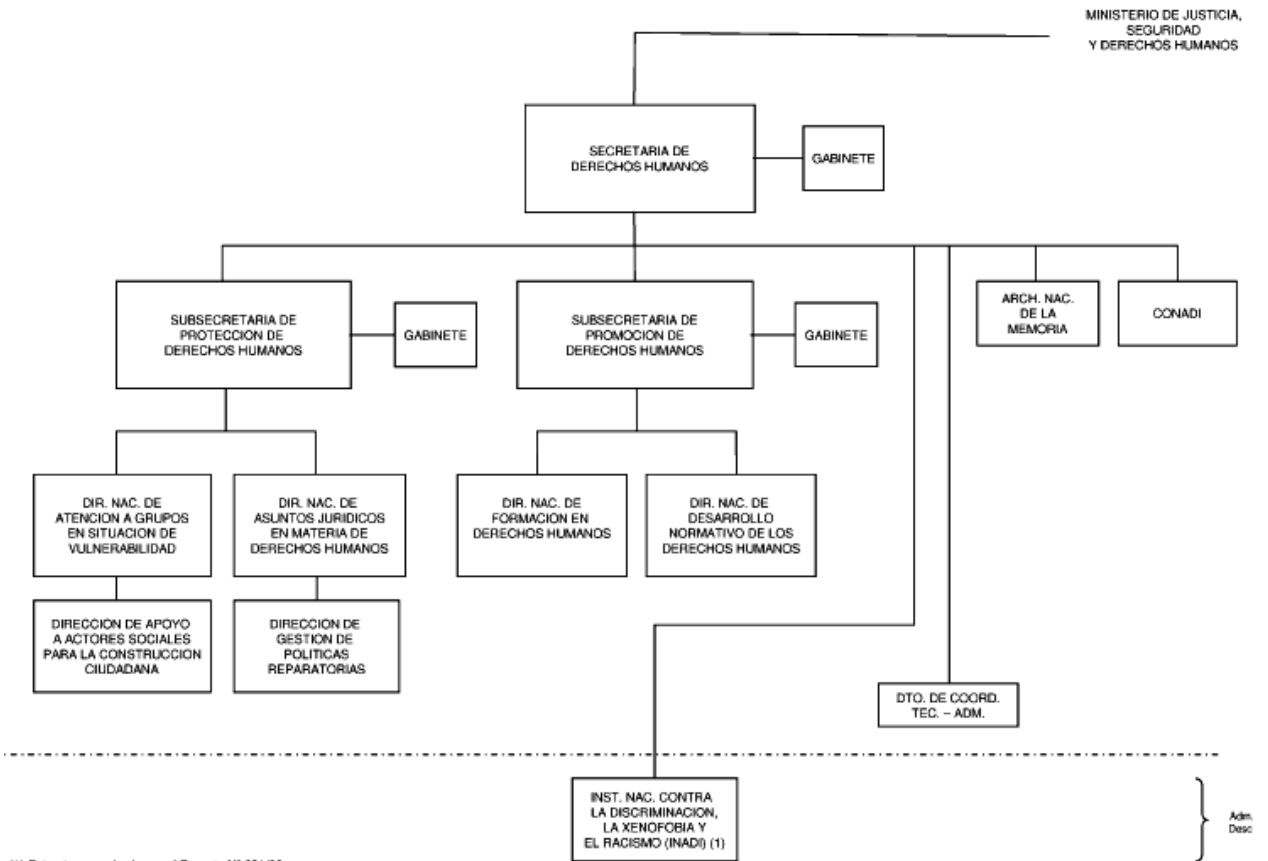 MINISTERIO DE JUSTICIA,
SEGURIDAD
Y DERECHOS HUMANOS
SECRETARIA DE
DERECHOS HUMANOS
GABINETE
SUBSECRETARIA DE
PROTECCION DE
DERECHOS HUMANOS
GABINETE
SUBSECRETARIA DE
PROMOCION DE
DERECHOS HUMANOS
GABINETE
ARCH. NAC.
DE LA
MEMORIA
CONADI
DIR. NAC. DE
ATENCION A GRUPOS
EN SITUACION DE
VULNERABILIDAD
DIR. NAC. DE
ASUNTOS JURIDICOS
EN MATERIA DE
DERECHOS HUMANOS
DIR. NAC. DE
FORMACION EN
DERECHOS HUMANOS
DIR. NAC. DE
DESARROLLO
NORMATIVO DE LOS
DERECHOS HUMANOS
DIRECCION DE APOYO
A ACTORES SOCIALES
PARA LA CONSTRUCCION
CIUDADANA
DIRECCION DE
GESTION DE
POLITICAS
REPARATORIAS
DTO. DE COORD.
TEC. – ADM.
INST. NAC. CONTRA
LA DISCRIMINACION,
LA XENOFOBIA Y
EL RACISMO (INADI) (1)
Adm.
Desc